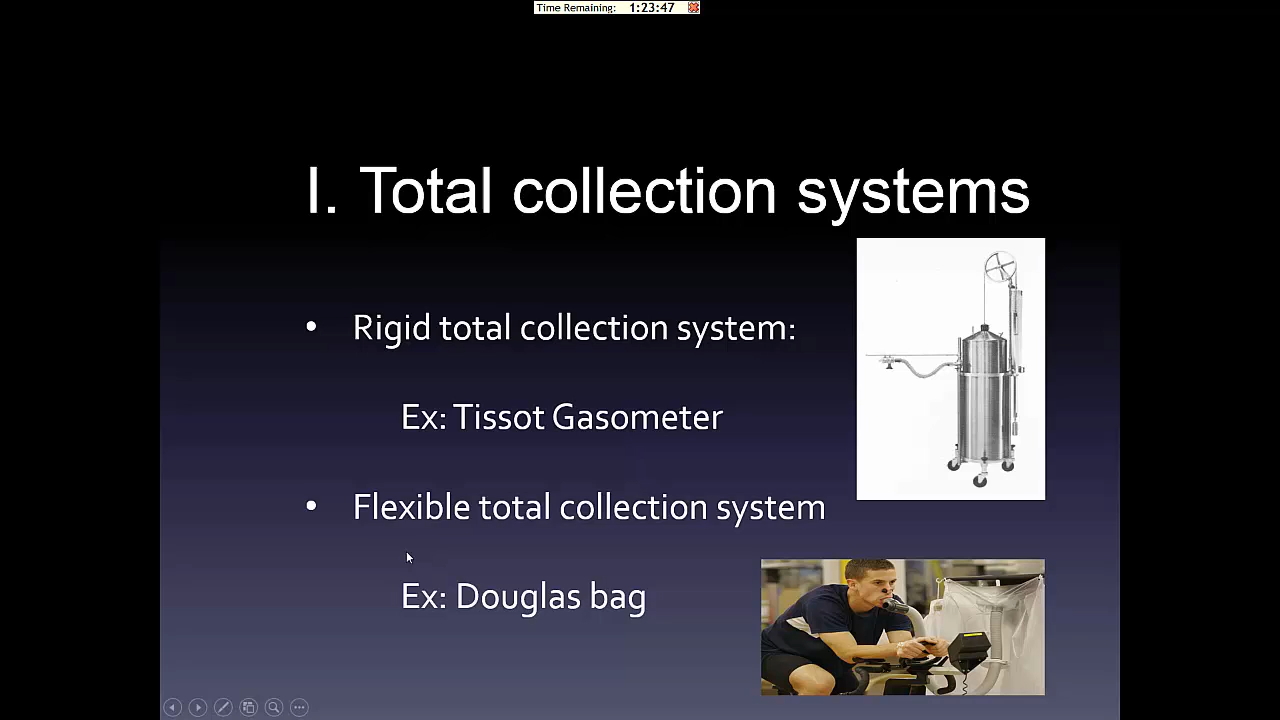 Time Remaining: 1:23:47
I. Total collection systems
• Rigid total collection system:
Ex: Tissot Gasometer
• Flexible total collection system
Ex: Douglas bag